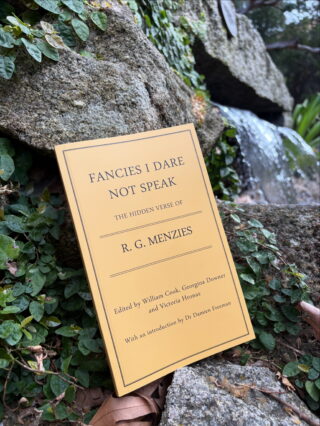 FANCIES I DARE
NOT SPEAK
THE HIDDEN VERSE OF
R. G. MENZIES
Edited by William Cook, Georgina Downer
and Victoria Hronas
With an introduction by Dr Damien Freeman